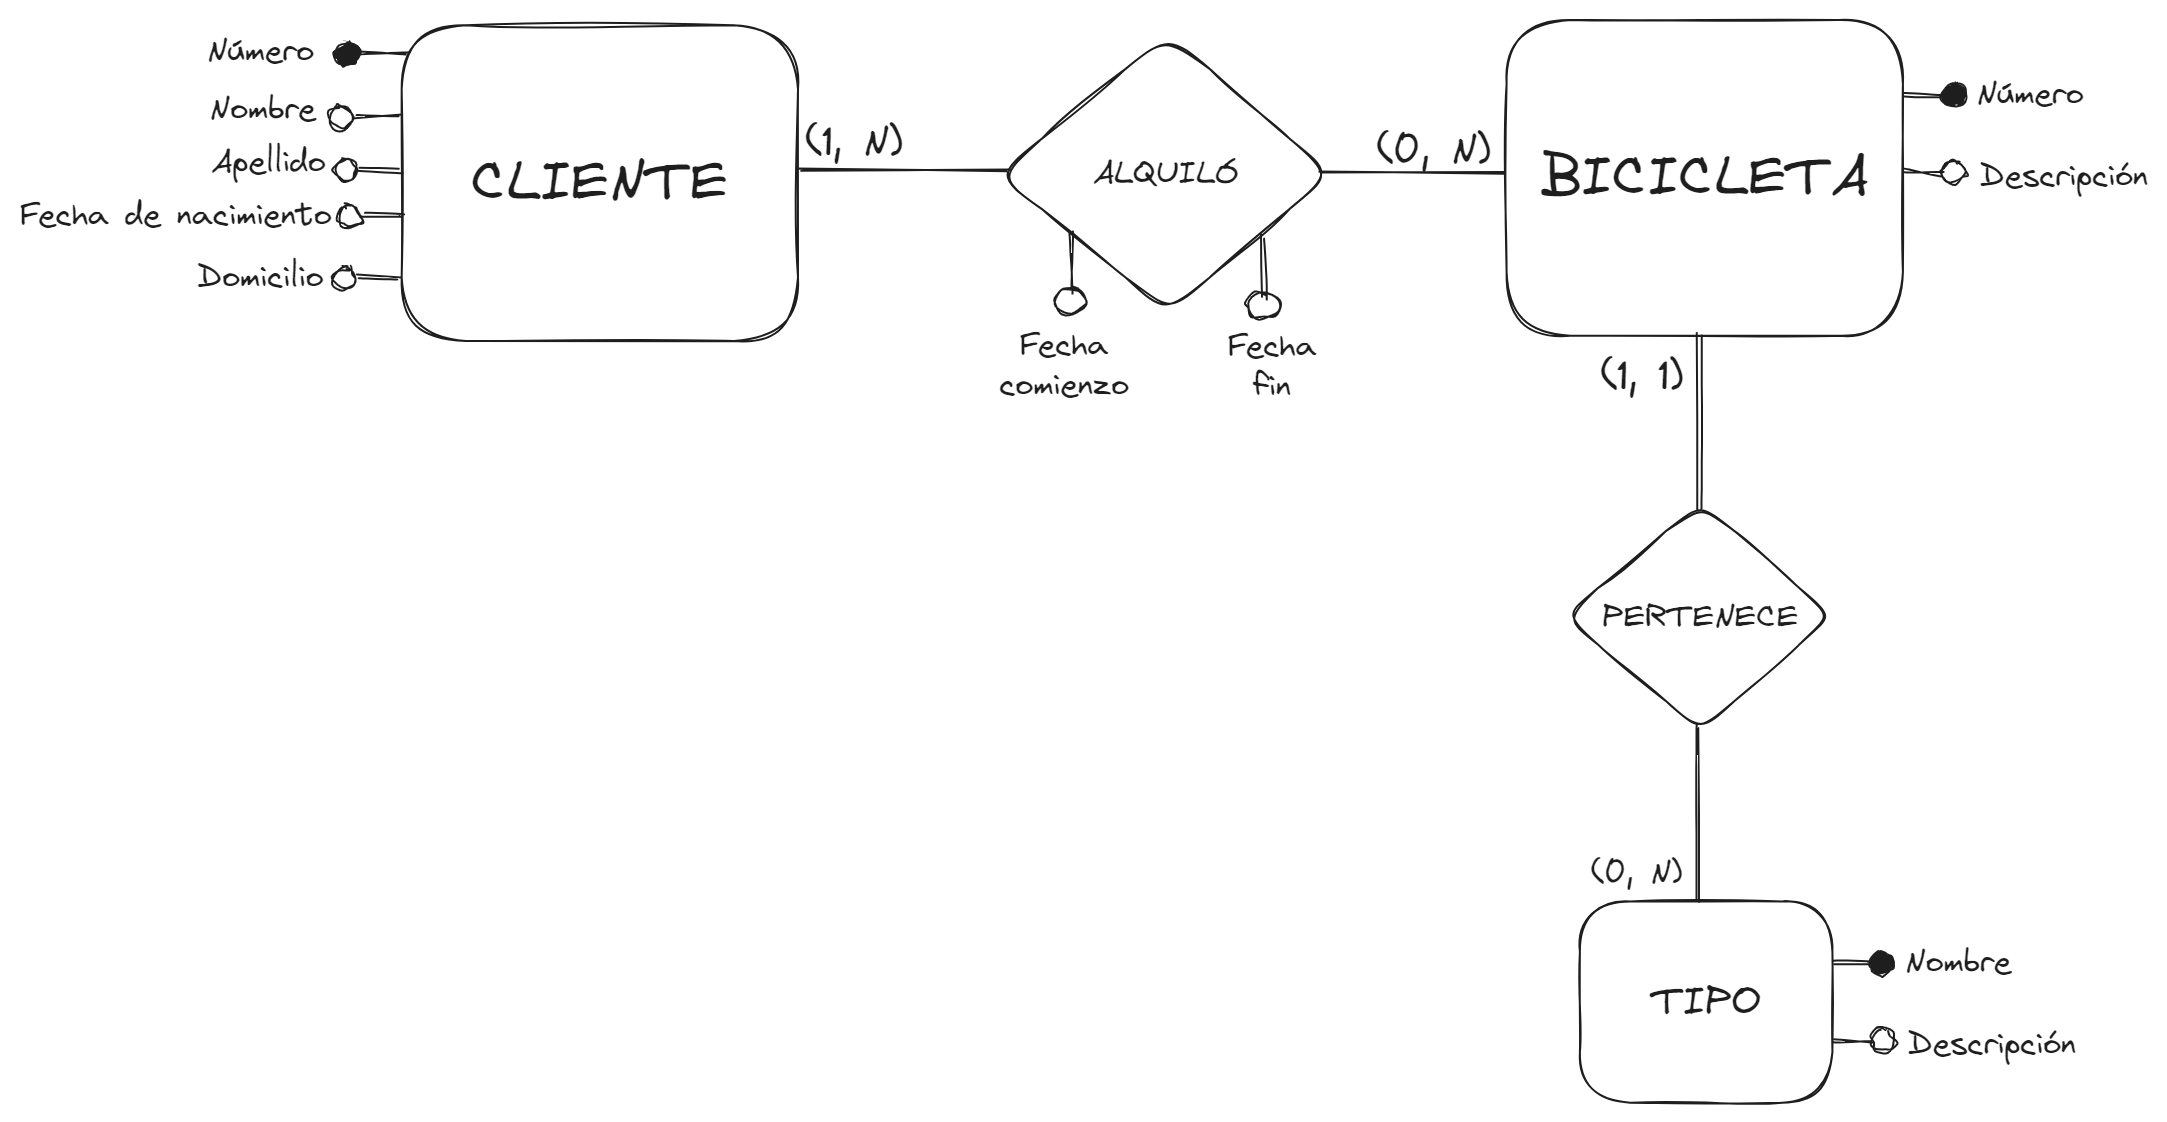 Número
Nombre
Apellido
Fecha de nacimiento
Domicilio
CLIENTE
(1, N)
ALQUILÓ
Fecha
comienzo
Fecha
fin
(0, N)
BICICLETA
Número
Descripción
(1, 1)
PERTENECE
(0, N)
TIPO
Nombre
Descripción